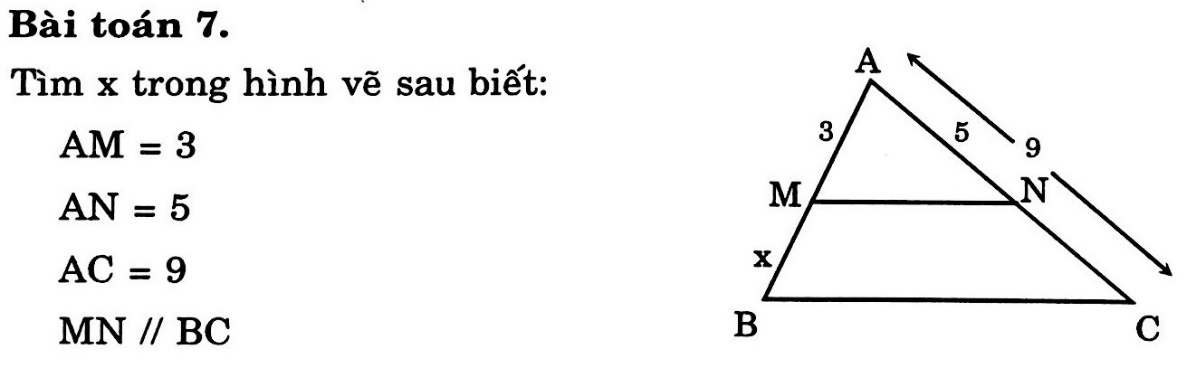 Bài toán 7.
Tìm x trong hình vẽ sau biết:
AM = 3
AN = 5
AC = 9
MN // BC
A
3
5
9
M
N
x
B
C